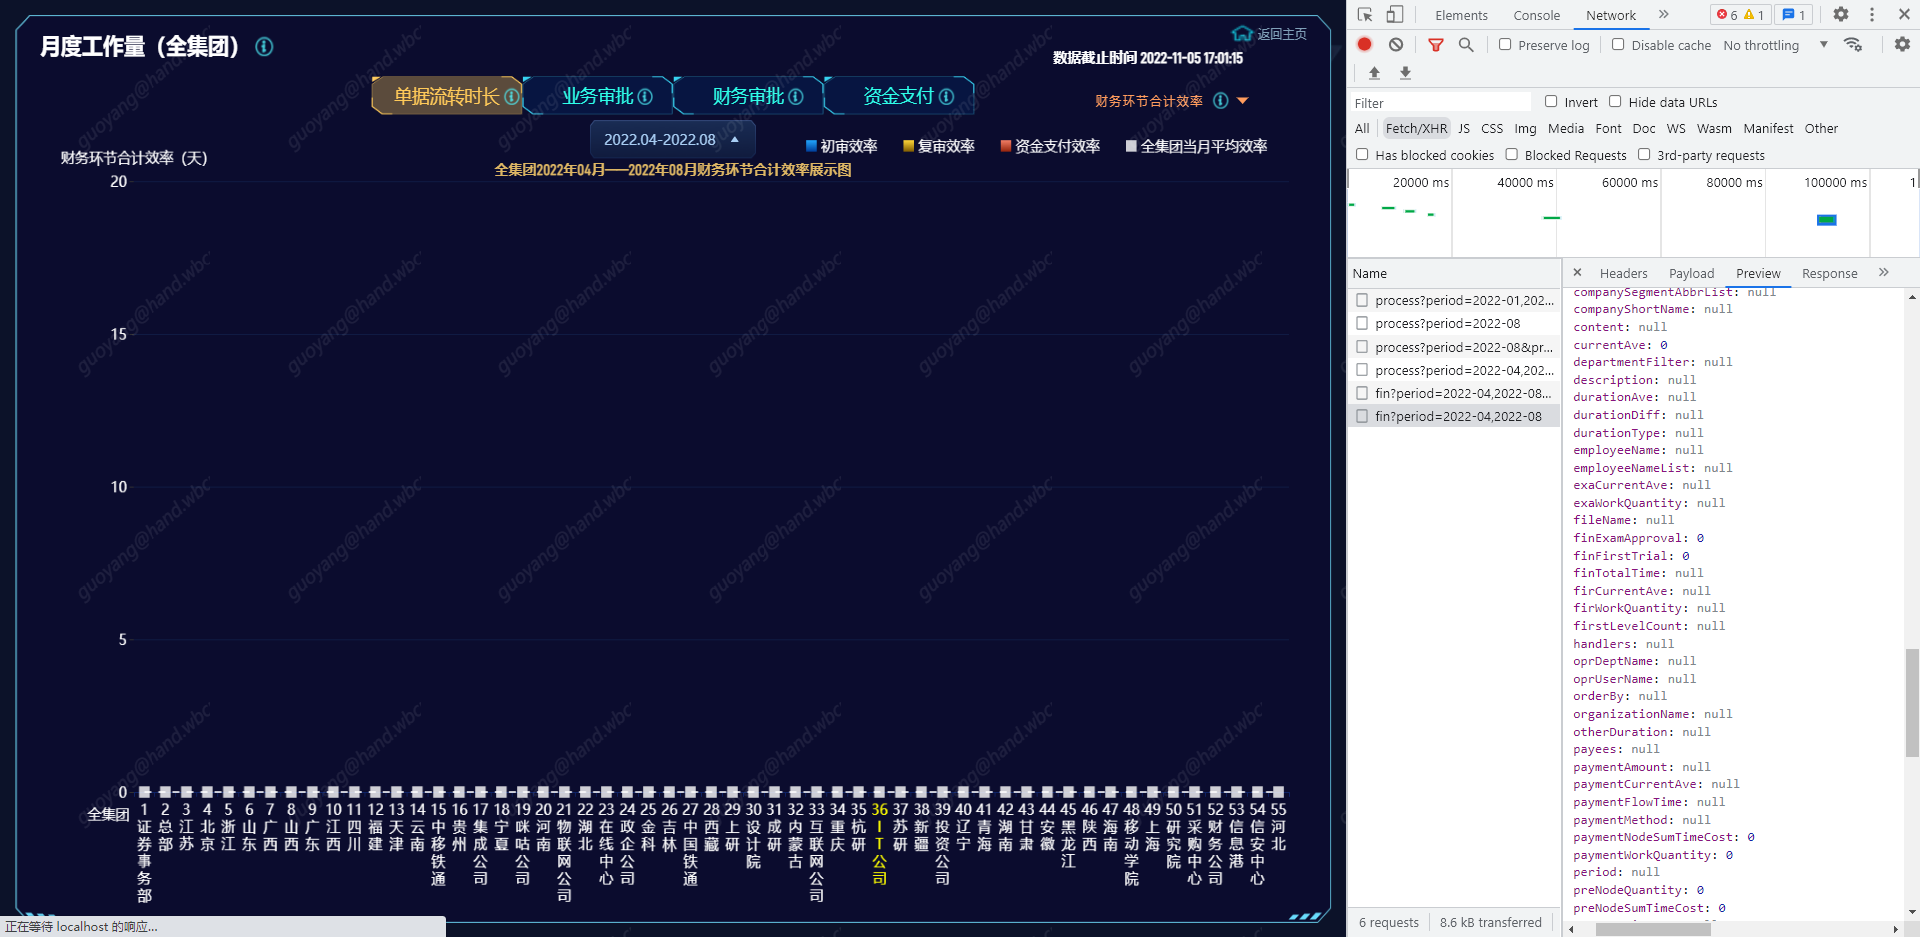 月度工作量（全集团）
返回主页
数据截止时间 2022-11-05 17:01:15
单据流转时长
业务审批
财务审批
资金支付
财务环节合计效率
2022.04-2022.08
初审效率
复审效率
资金支付效率
全集团当月平均效率
财务环节合计效率（天）
全集团2022年04月——2022年08月财务环节合计效率展示图
20
15
10
5
0
全集团
1 证券事务部
2 总部
3 江苏
4 北京
5 浙江
6 山东
7 广西
8 山西
9 广东
10 江西
11 四川
12 福建
13 天津
14 云南
15 中移铁通
16 贵州
17 集成公司
18 宁夏
19 咪咕公司
20 河南
21 物联网公司
22 湖北
23 在线中心
24 政企公司
25 金科
26 吉林
27 中国铁通
28 西藏
29 上研
30 设计院
31 成研
32 内蒙古
33 互联网公司
34 重庆
35 杭研
36 IT公司
37 苏研
38 新疆
39 投资公司
40 辽宁
41 青海
42 湖南
43 甘肃
44 安徽
45 黑龙江
46 陕西
47 海南
48 移动学院
49 上海
50 研究院
51 采购中心
52 财务公司
53 信息港
54 信安中心
55 河北
guoyang@hand.wbc
正在等待 localhost 的响应...
Elements
Console
Network
6
1
1
Preserve log
Disable cache
No throttling
Filter
Invert
Hide data URLs
All
Fetch/XHR
JS
CSS
Img
Media
Font
Doc
WS
Wasm
Manifest
Other
Has blocked cookies
Blocked Requests
3rd-party requests
20000 ms
40000 ms
60000 ms
80000 ms
100000 ms
1
Name
process?period=2022-01,202...
process?period=2022-08
process?period=2022-08&pr...
process?period=2022-04,202...
fin?period=2022-04,2022-08...
fin?period=2022-04,2022-08
6 requests
8.6 kB transferred
Headers
Payload
Preview
Response
companySegmentAbbrList: null
companyShortName: null
content: null
currentAve: 0
departmentFilter: null
description: null
durationAve: null
durationDiff: null
durationType: null
employeeName: null
employeeNameList: null
exaCurrentAve: null
exaWorkQuantity: null
fileName: null
finExamApproval: 0
finFirstTrial: 0
finTotalTime: null
firCurrentAve: null
firWorkQuantity: null
firstLevelCount: null
handlers: null
oprDeptName: null
oprUserName: null
orderBy: null
organizationName: null
otherDuration: null
payees: null
paymentAmount: null
paymentCurrentAve: null
paymentFlowTime: null
paymentMethod: null
paymentNodeSumTimeCost: 0
paymentWorkQuantity: 0
period: null
preNodeQuantity: 0
preNodeSumTimeCost: 0